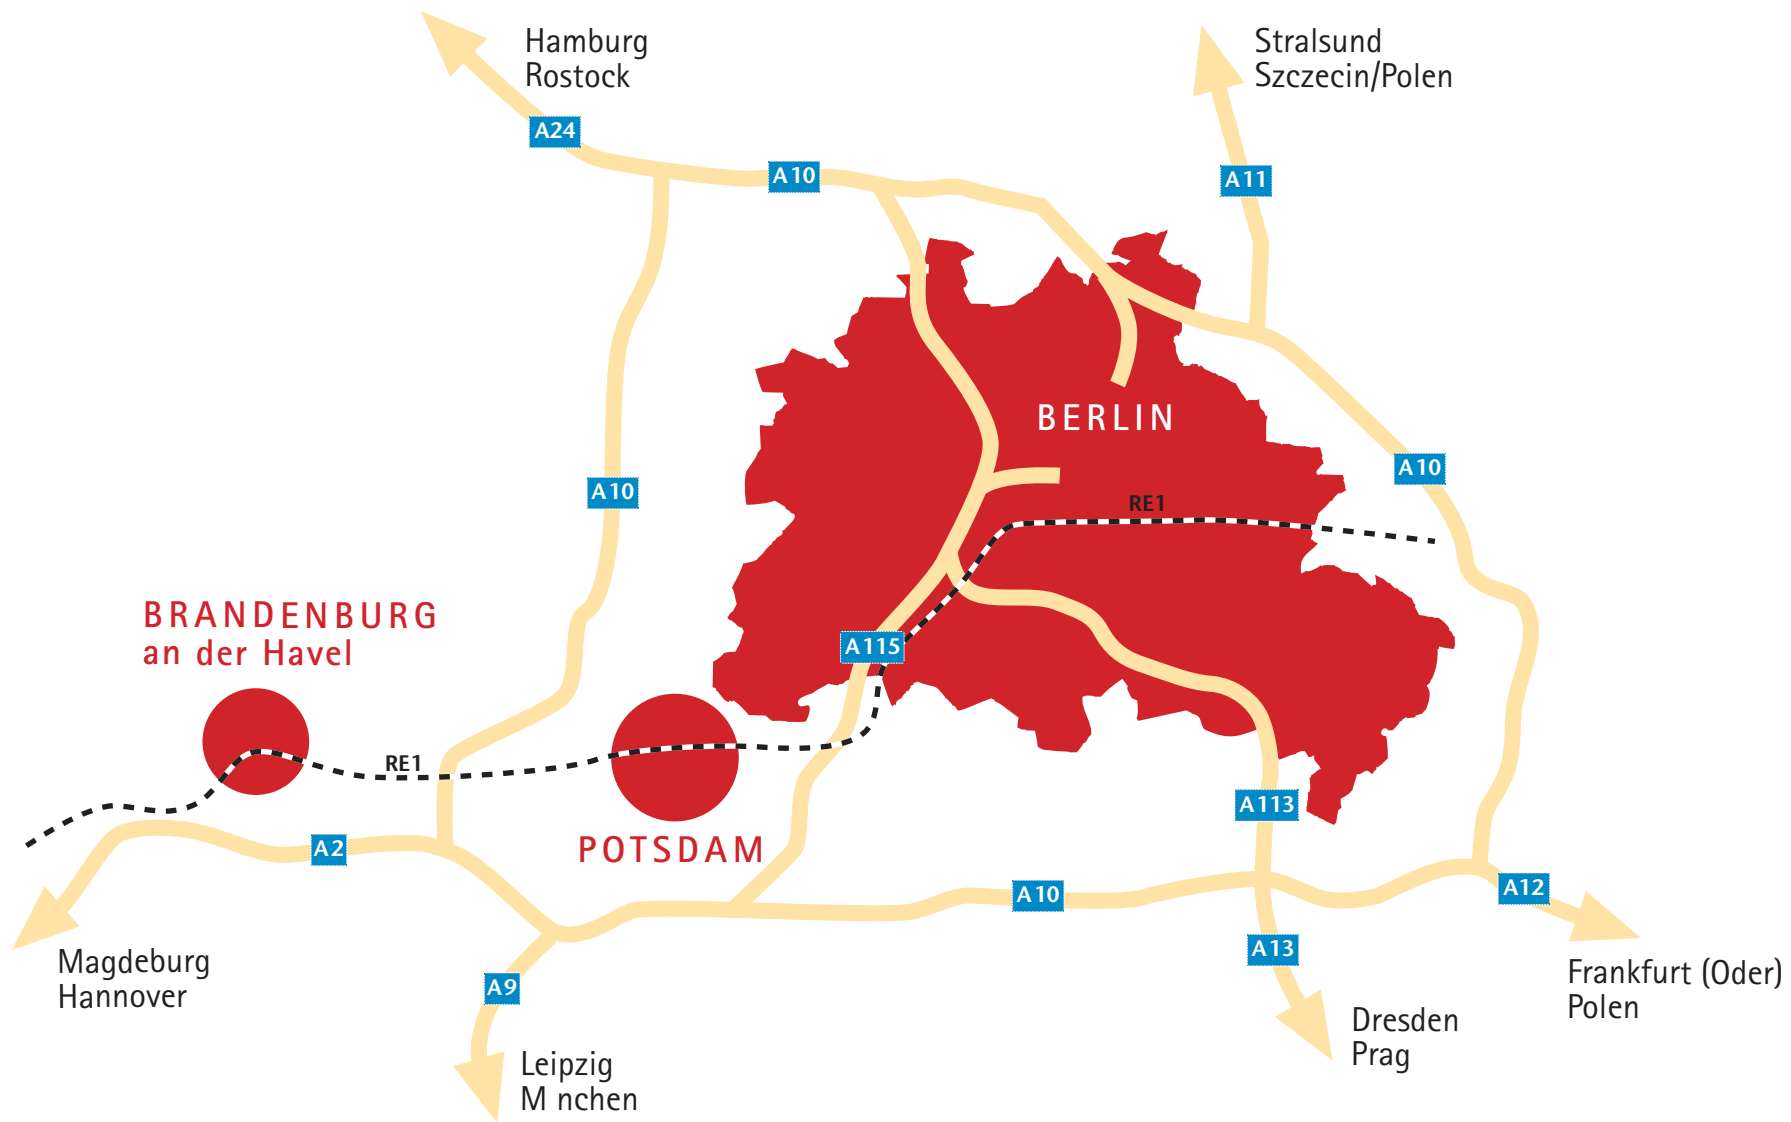 Hamburg
Rostock
Stralsund
Szczecin/Polen
A24
A10
A11
BERLIN
A10
A10
RE1
BRANDENBURG
an der Havel
A115
RE1
A113
POTSDAM
A2
A10
A12
A13
Magdeburg
Hannover
A9
Frankfurt (Oder)
Polen
Dresden
Prag
Leipzig
M nchen